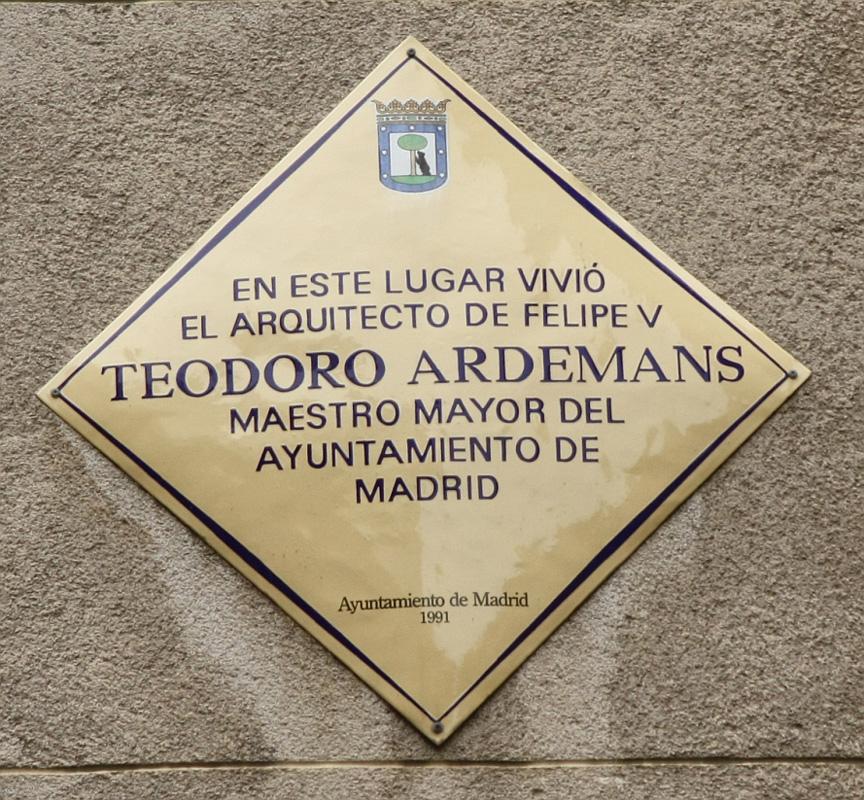 EN ESTE LUGAR VIVIÓ
EL ARQUITECTO DE FELIPE V
TEODORO ARDEMANS
MAESTRO MAYOR DEL
AYUNTAMIENTO DE
MADRID
Ayuntamiento de Madrid
1991